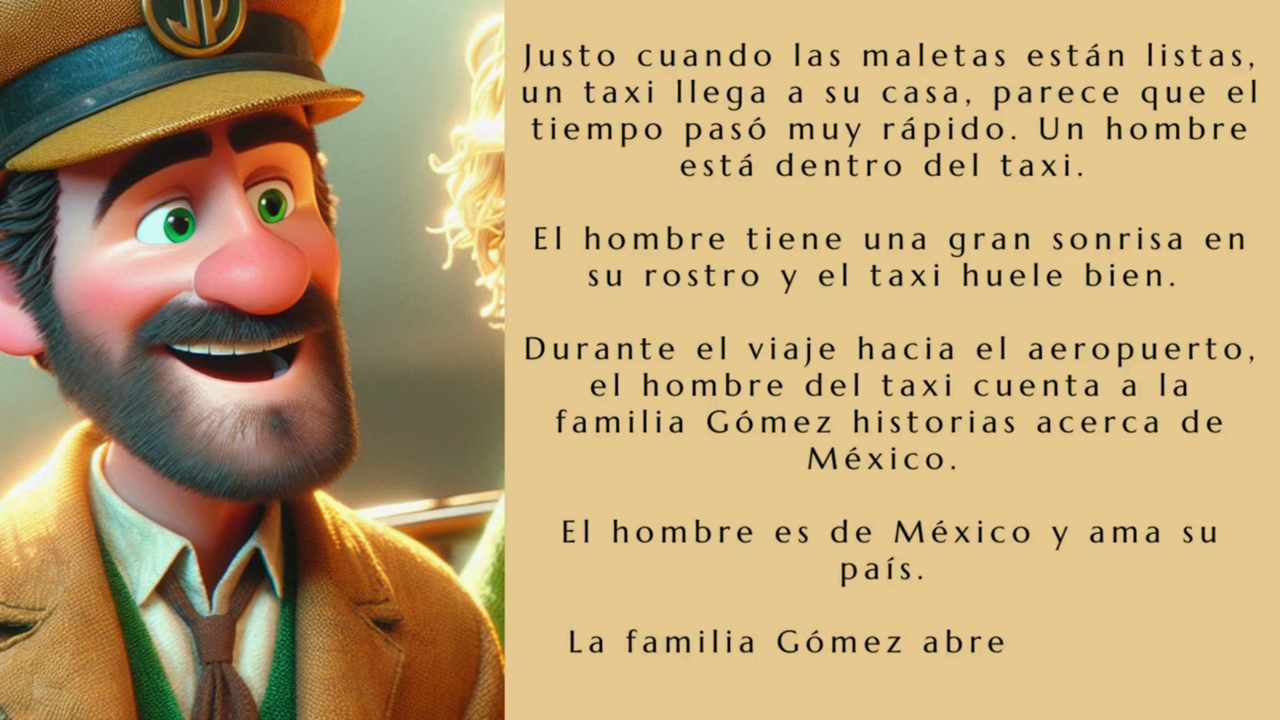 JP
Justo cuando las maletas están listas,
un taxi llega a su casa, parece que el
tiempo pasó muy rápido. Un hombre
está dentro del taxi.
El hombre tiene una gran sonrisa en
su rostro y el taxi huele bien.
Durante el viaje hacia el aeropuerto,
el hombre del taxi cuenta a la
familia Gómez historias acerca de
México.
El hombre es de México y ama su
país.
La familia Gómez abre